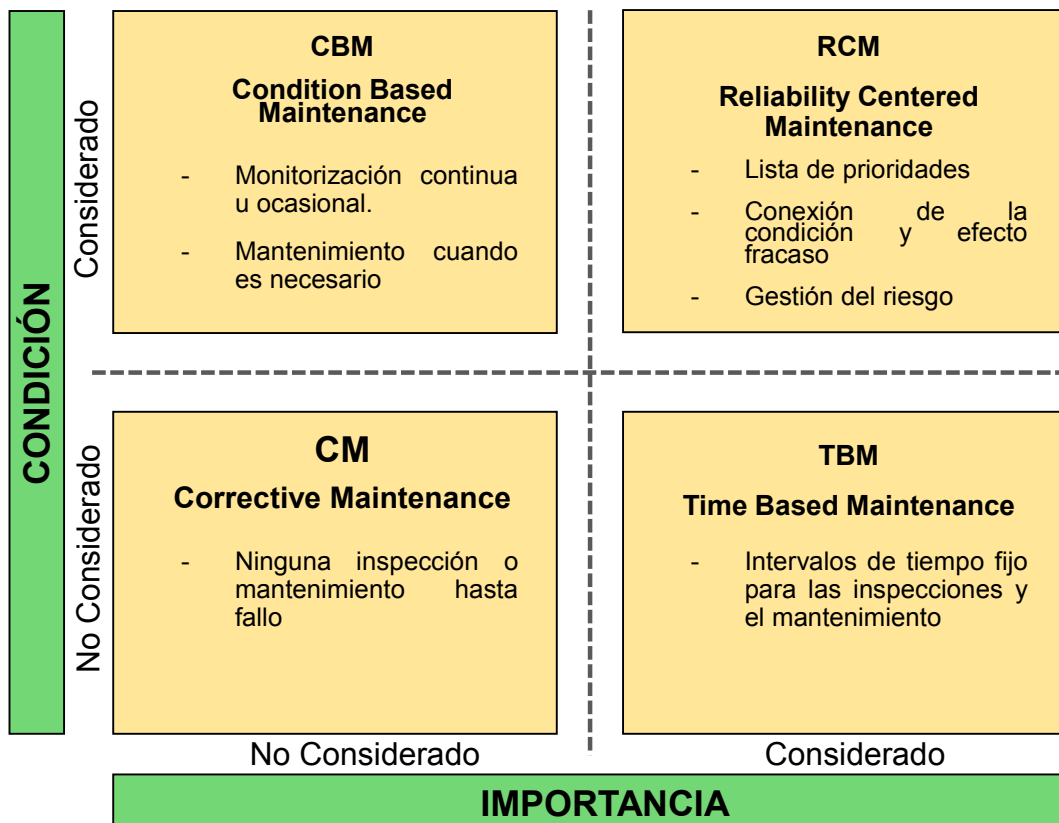 CONDICIÓN
Considerado
CBM
Condition Based
Maintenance
- Monitorización continua
u ocasional.
- Mantenimiento cuando
es necesario
RCM
Reliability Centered
Maintenance
- Lista de prioridades
- Conexión de la
condición y efecto
fracaso
- Gestión del riesgo
No Considerado
CM
Corrective Maintenance
- Ninguna inspección o
mantenimiento hasta
fallo
TBM
Time Based Maintenance
- Intervalos de tiempo fijo
para las inspecciones y
el mantenimiento
No Considerado
Considerado
IMPORTANCIA